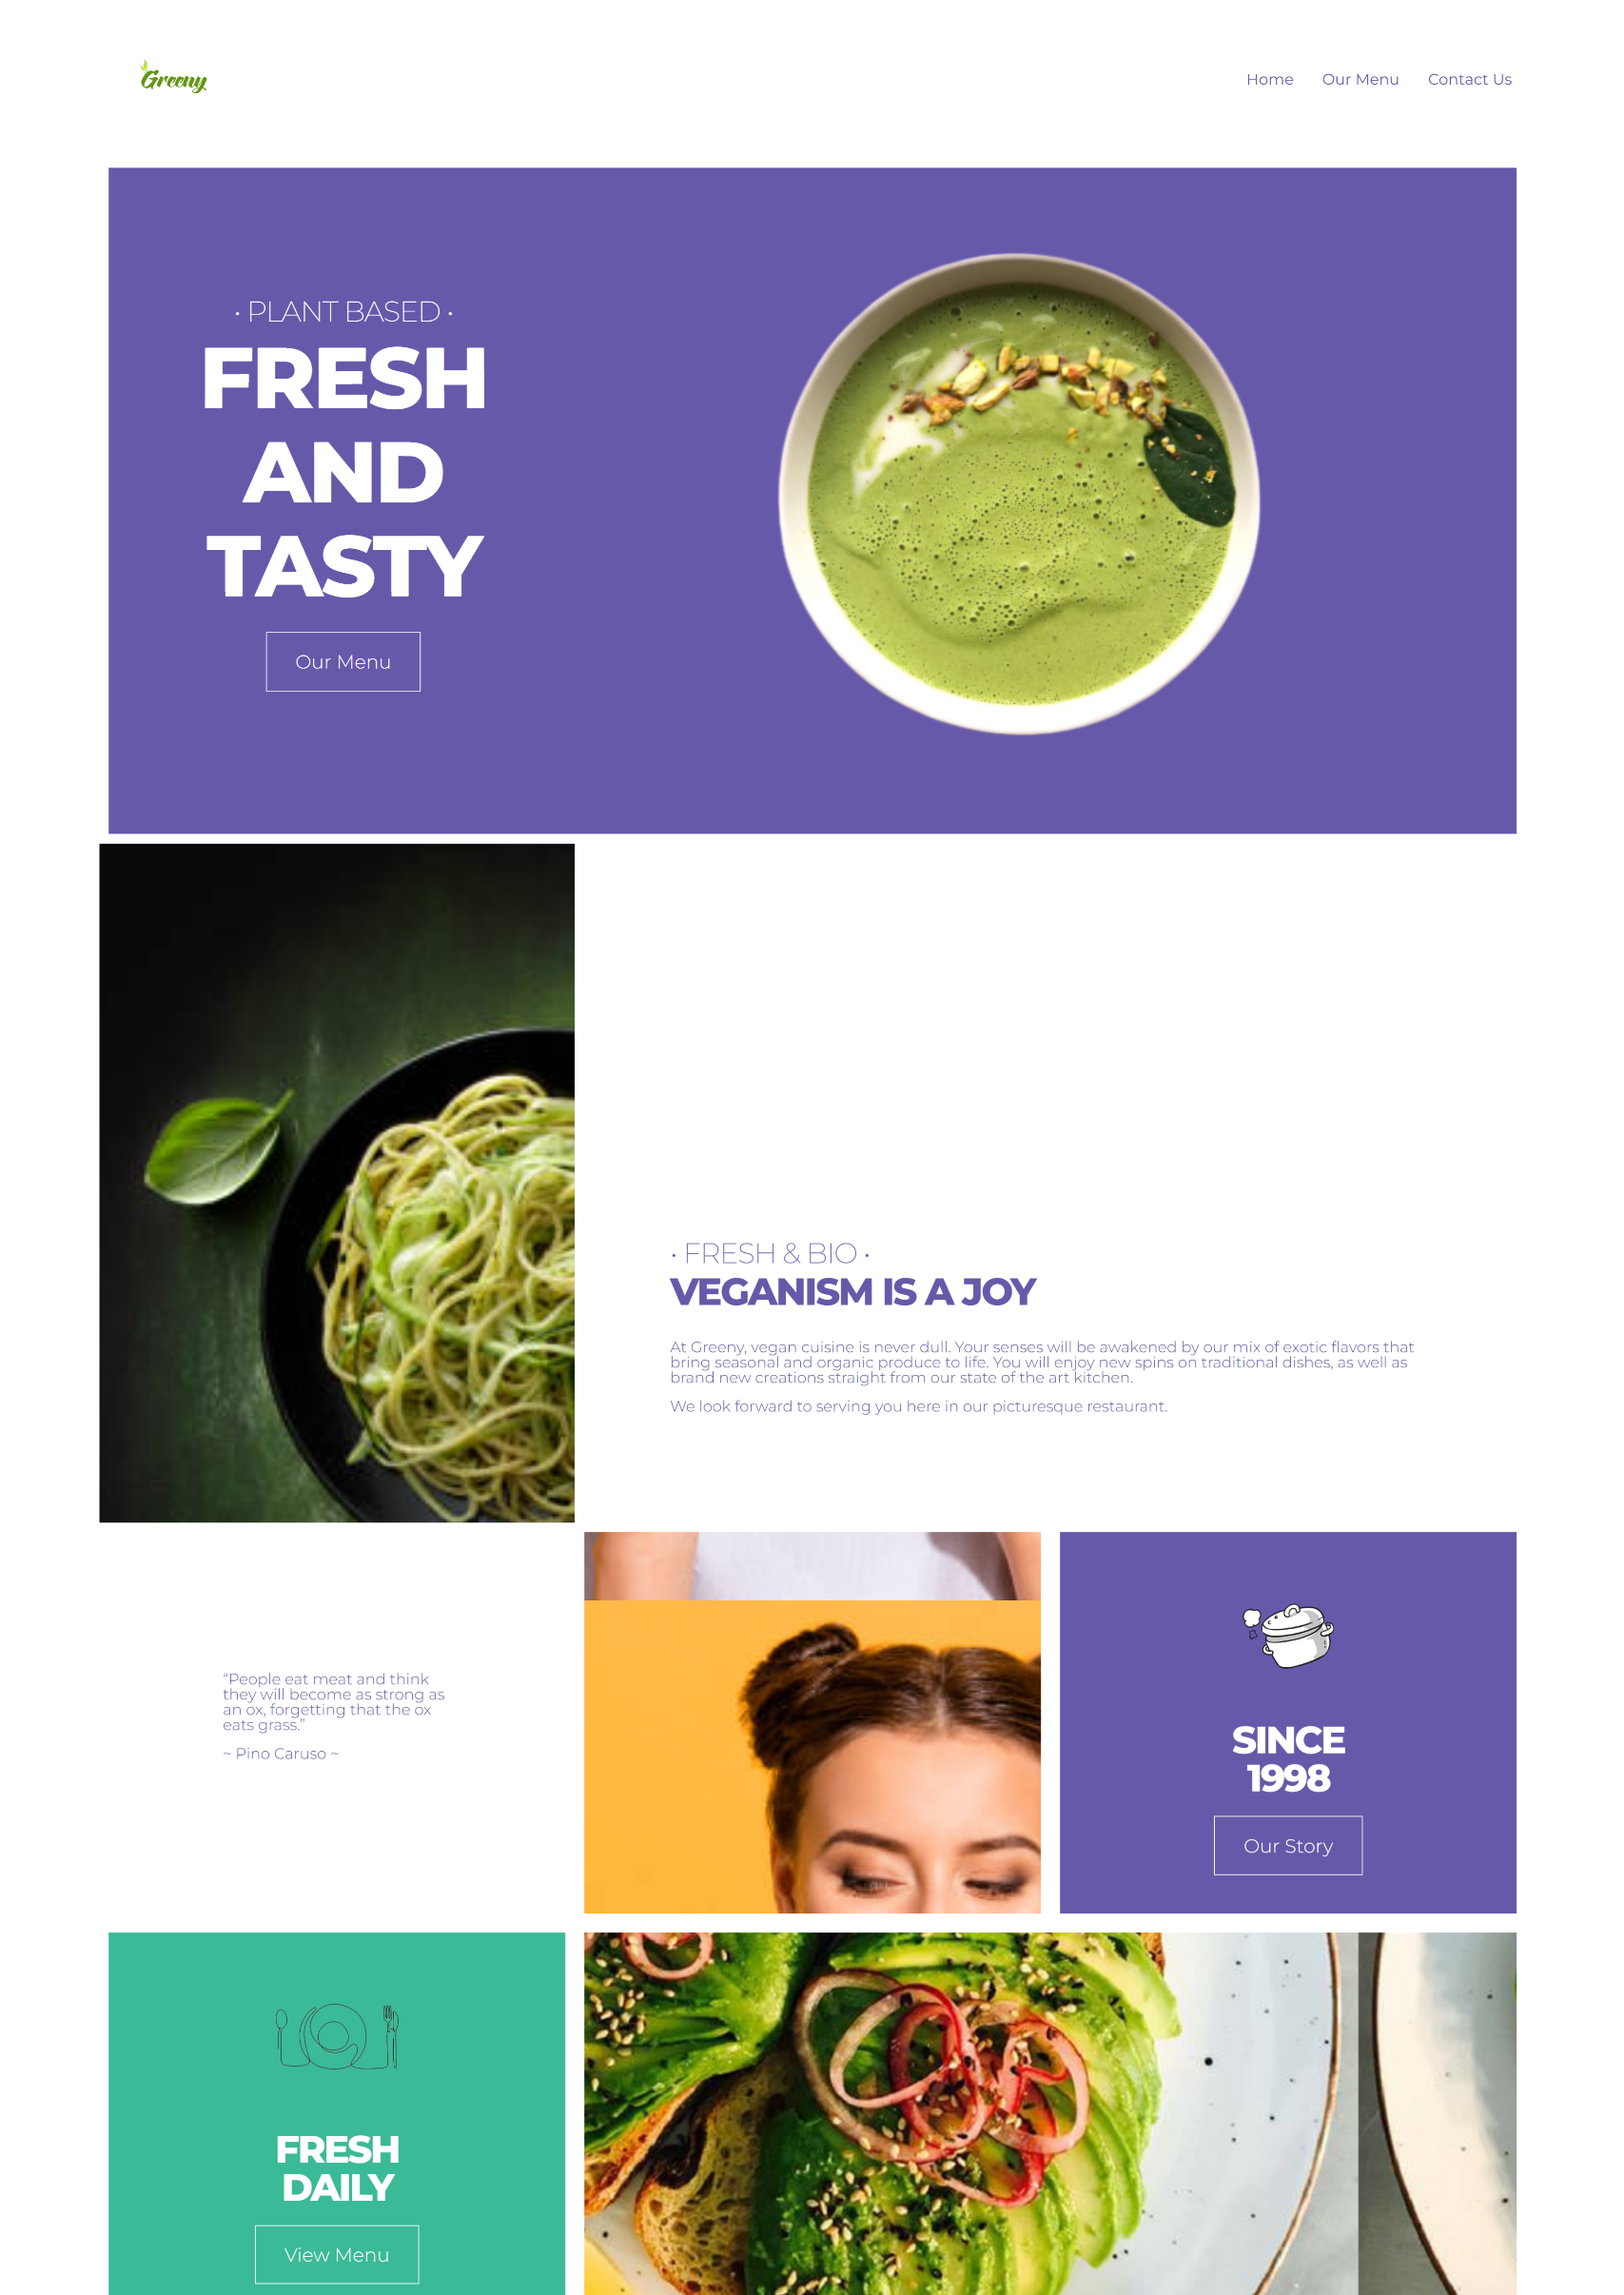 Greeny
Home
Our Menu
Contact Us
· PLANT BASED ·
FRESH
AND
TASTY
Our Menu
· FRESH & BIO ·
VEGANISM IS A JOY
At Greeny, vegan cuisine is never dull. Your senses will be awakened by our mix of exotic flavors that
bring seasonal and organic produce to life. You will enjoy new spins on traditional dishes, as well as
brand new creations straight from our state of the art kitchen.
We look forward to serving you here in our picturesque restaurant.
“People eat meat and think
they will become as strong as
an ox, forgetting that the ox
eats grass.”
~ Pino Caruso ~
SINCE
1998
Our Story
FRESH
DAILY
View Menu